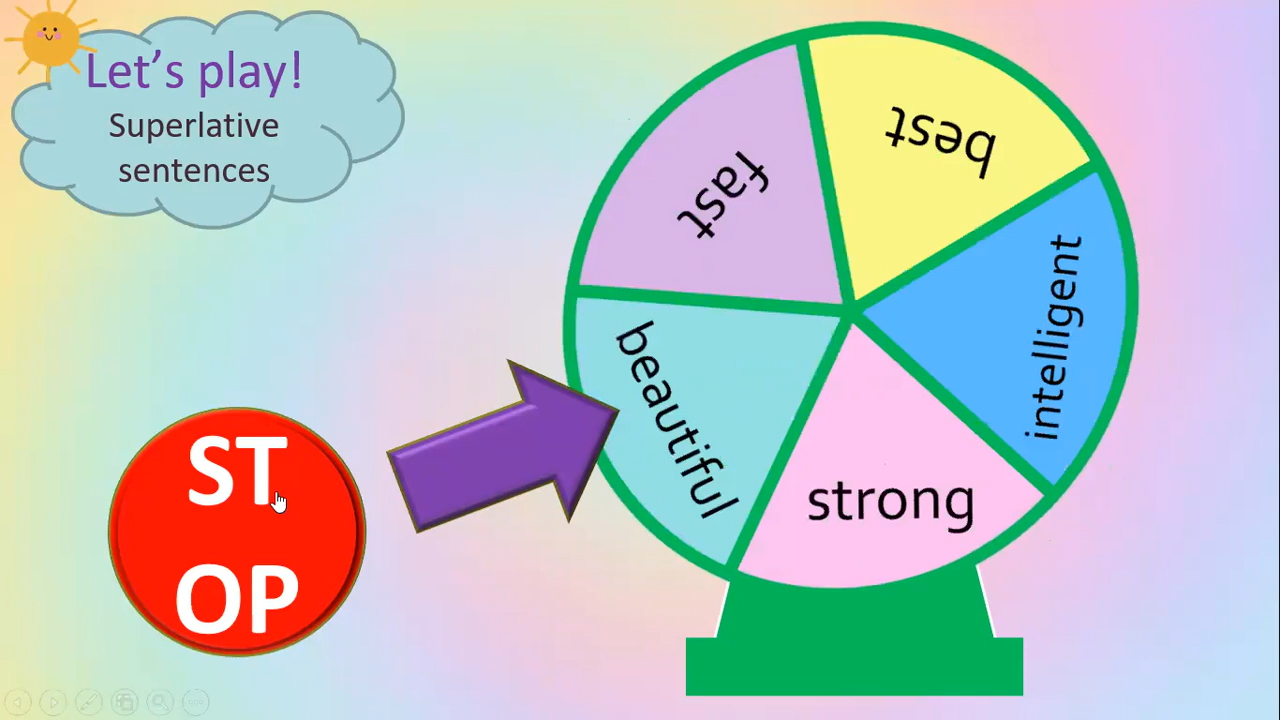 Let's play!
Superlative
sentences
best
fast
intelligent
beautiful
strong
ST
OP